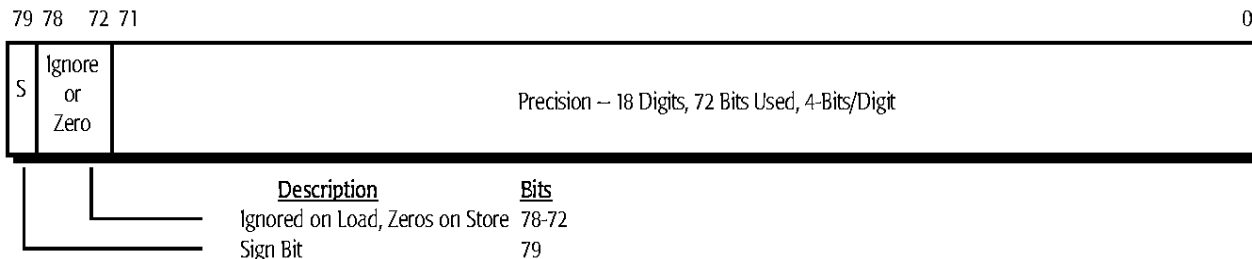 79 78 72 71 0
S Ignore or Zero Precision — 18 Digits, 72 Bits Used, 4-Bits/Digit
Description Bits
Ignored on Load, Zeros on Store 78-72
Sign Bit 79